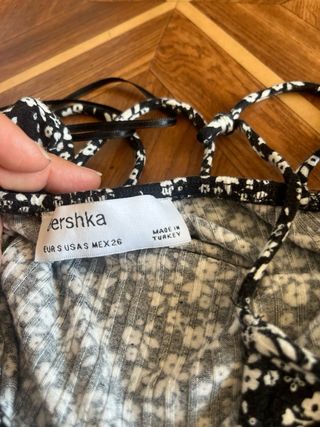 ershka
EUR S USA S MEX 26
MADE IN
TURKEY